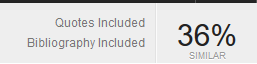 Quotes Included
Bibliography Included
36%
SIMILAR